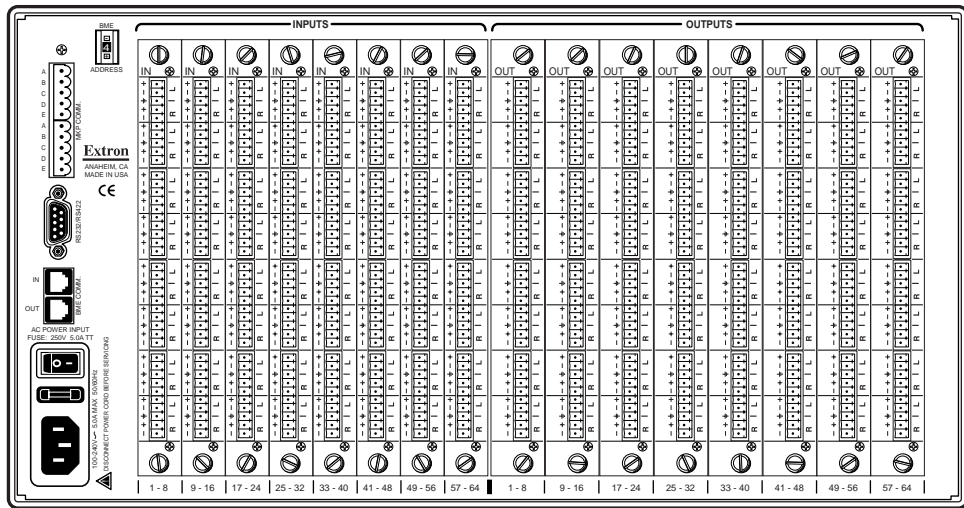 BME
4
ADDRESS
INPUTS
OUTPUTS
IN IN IN IN IN IN IN IN
OUT OUT OUT OUT OUT OUT OUT OUT
A
B
C
D
E
A
B
C
D
E
MKP COMM.
Extron
ANAHEIM, CA
MADE IN USA
CE
RS232/RS422
IN
OUT
BME COMM.
AC POWER INPUT
FUSE: 250V 5.0A TT
100-240V 5.0A MAX 50/60Hz
DISCONNECT POWER CORD BEFORE SERVICING
L
R
L
R
L
R
L
R
1 - 8 9 - 16 17 - 24 25 - 32 33 - 40 41 - 48 49 - 56 57 - 64
1 - 8 9 - 16 17 - 24 25 - 32 33 - 40 41 - 48 49 - 56 57 - 64